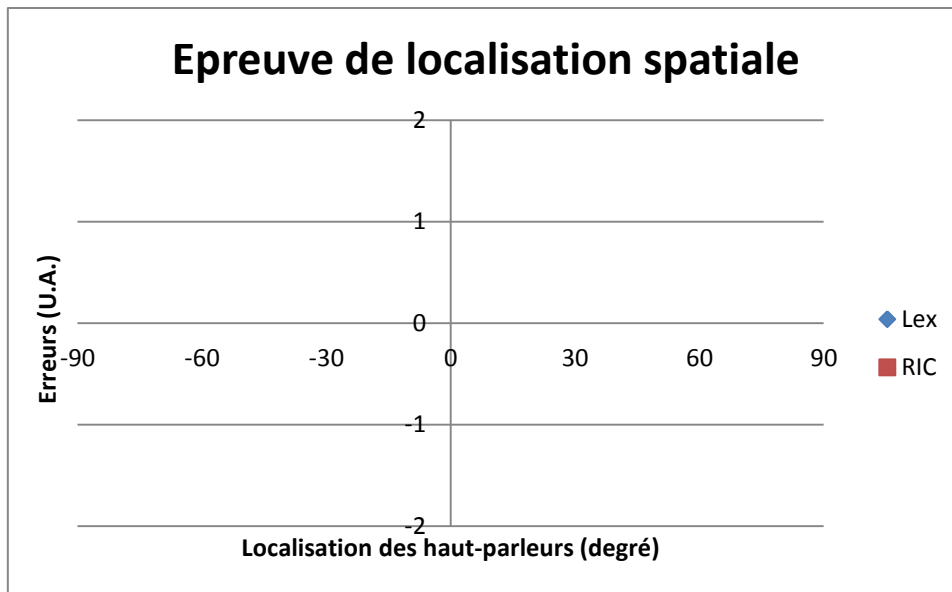 Epreuve de localisation spatiale
2
1
0
-1
-2
-90 -60 -30 0 30 60 90
Erreurs (U.A.)
Localisation des haut-parleurs (degré)
Lex
RIC